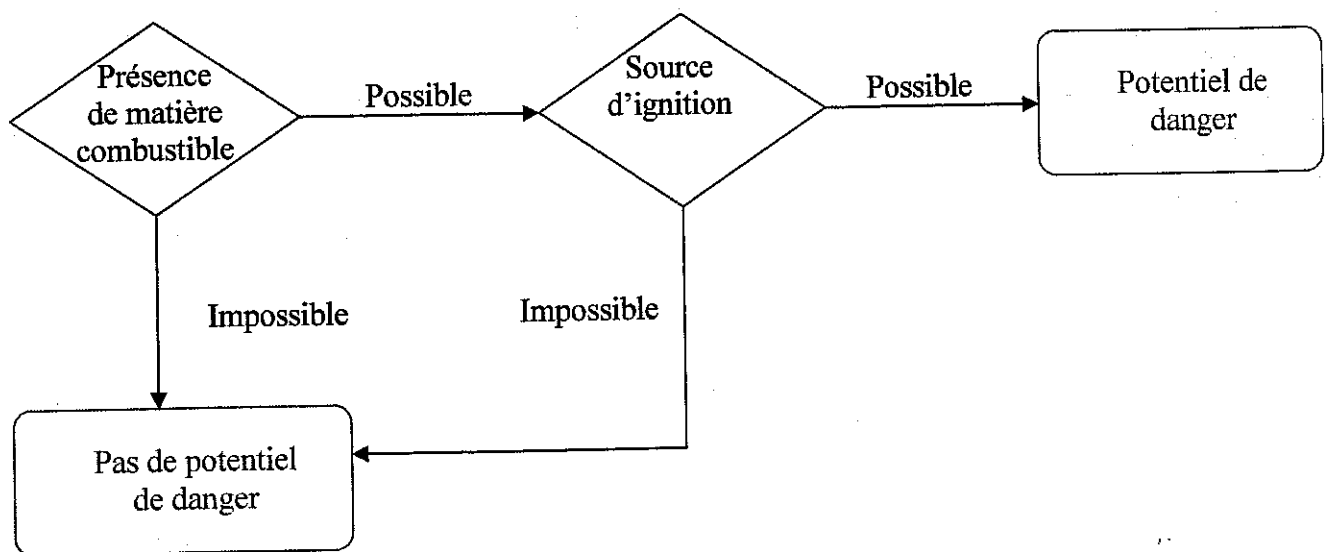 Présence
de matière
combustible
Possible
Source
d'ignition
Possible
Potentiel de
danger
Impossible
Impossible
Pas de potentiel
de danger